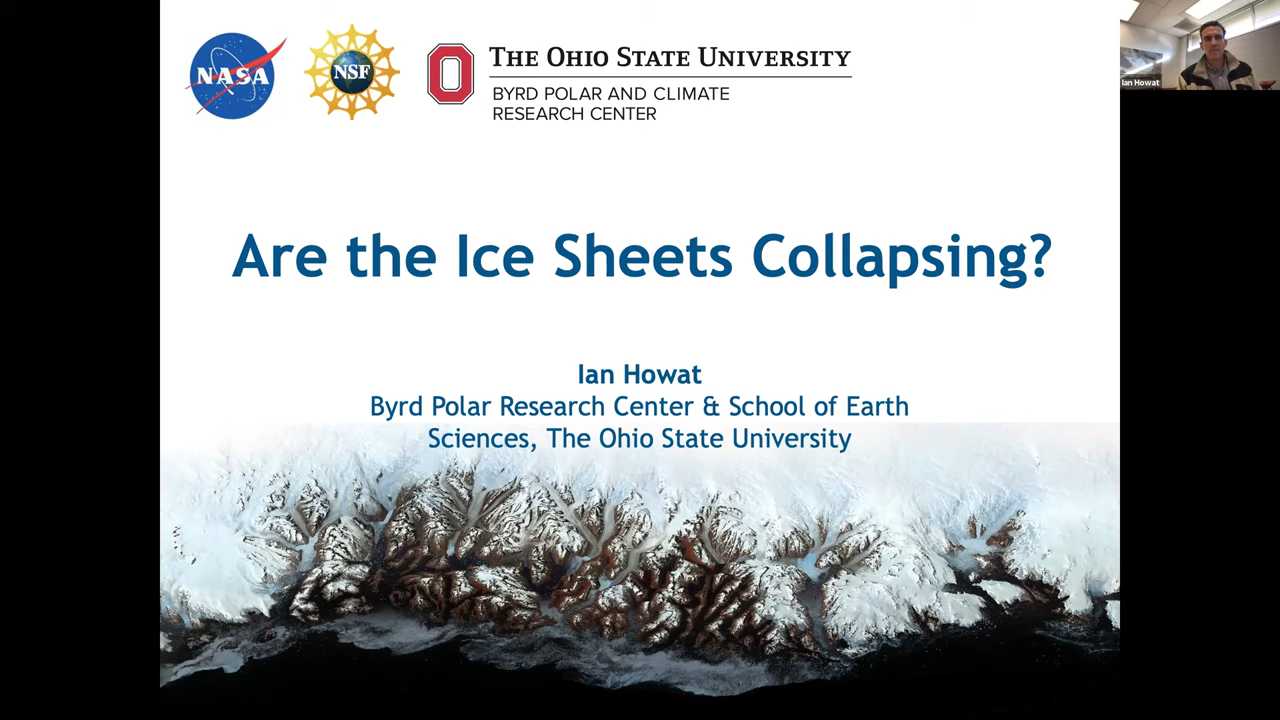 NASA
NSF
THE OHIO STATE UNIVERSITY
BYRD POLAR AND CLIMATE
RESEARCH CENTER
Ian Howat
Are the Ice Sheets Collapsing?
Ian Howat
Byrd Polar Research Center & School of Earth
Sciences, The Ohio State University